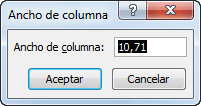 Ancho de columna
Ancho de columna: 10,71
Aceptar Cancelar